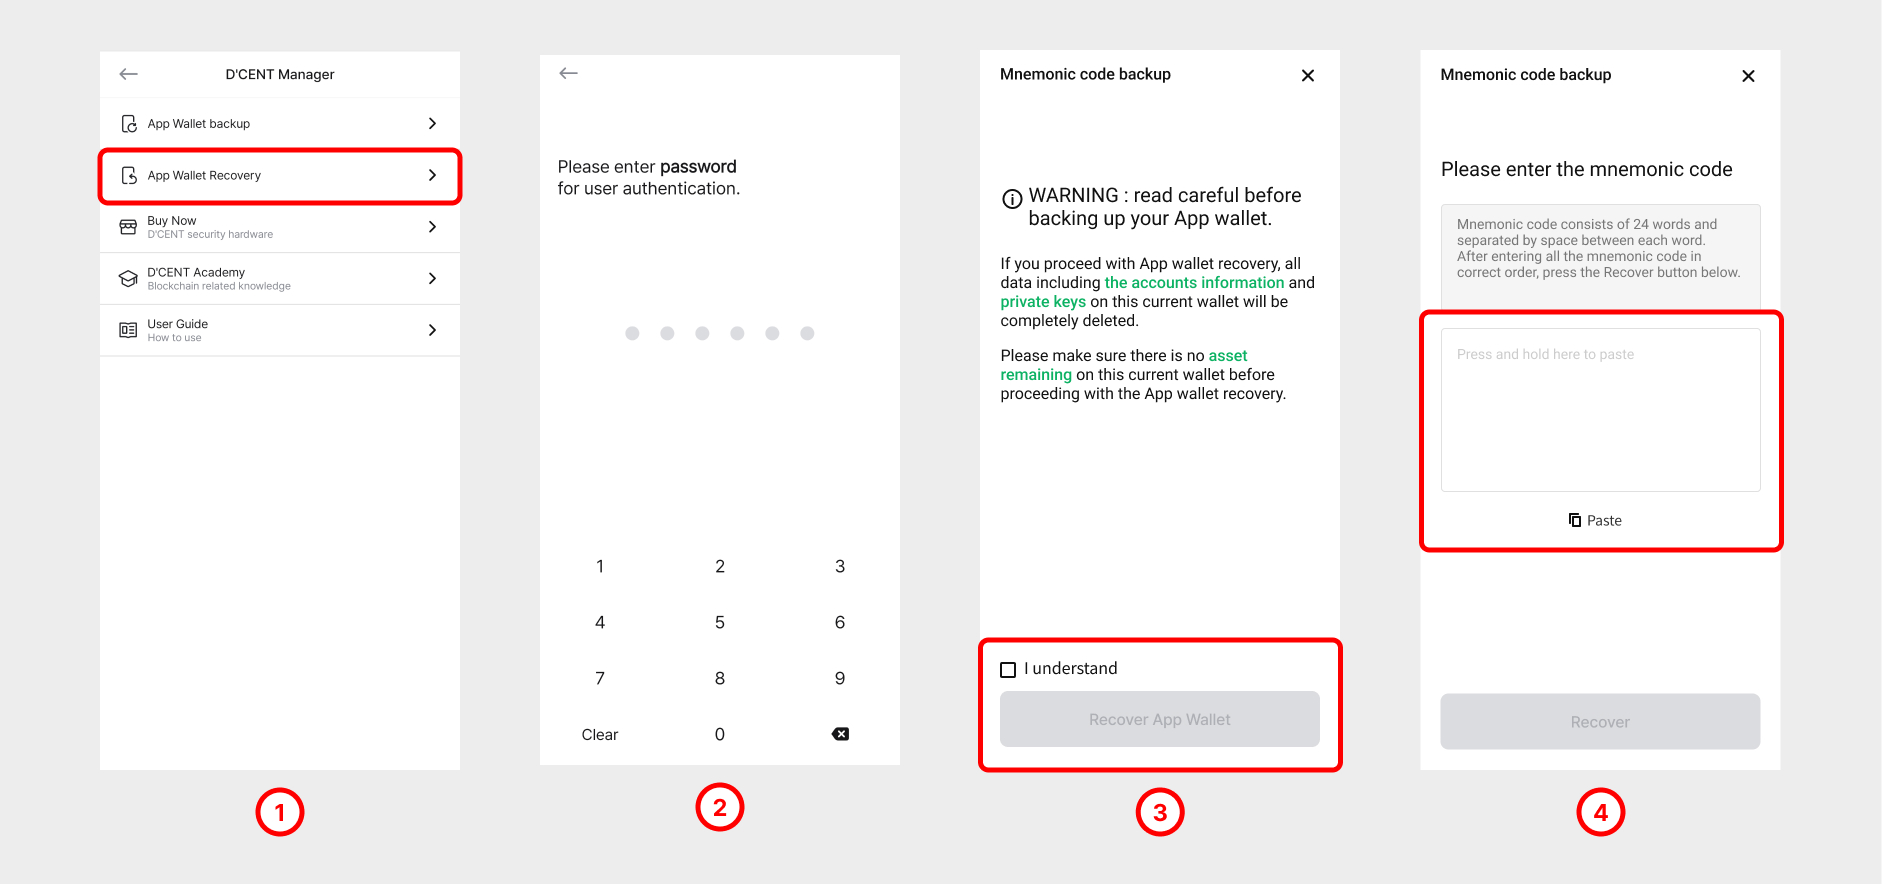 D'CENT Manager
App Wallet backup
App Wallet Recovery
Buy Now
D'CENT security hardware
D'CENT Academy
Blockchain related knowledge
User Guide
How to use
1
Please enter password
for user authentication.
1 2 3
4 5 6
7 8 9
Clear 0
2
Mnemonic code backup
WARNING : read careful before
backing up your App wallet.
If you proceed with App wallet recovery, all
data including the accounts information and
private keys on this current wallet will be
completely deleted.
Please make sure there is no asset
remaining on this current wallet before
proceeding with the App wallet recovery.
I understand
Recover App Wallet
3
Mnemonic code backup
Please enter the mnemonic code
Mnemonic code consists of 24 words and
separated by space between each word.
After entering all the mnemonic code in
correct order, press the Recover button below.
Press and hold here to paste
Paste
Recover
4